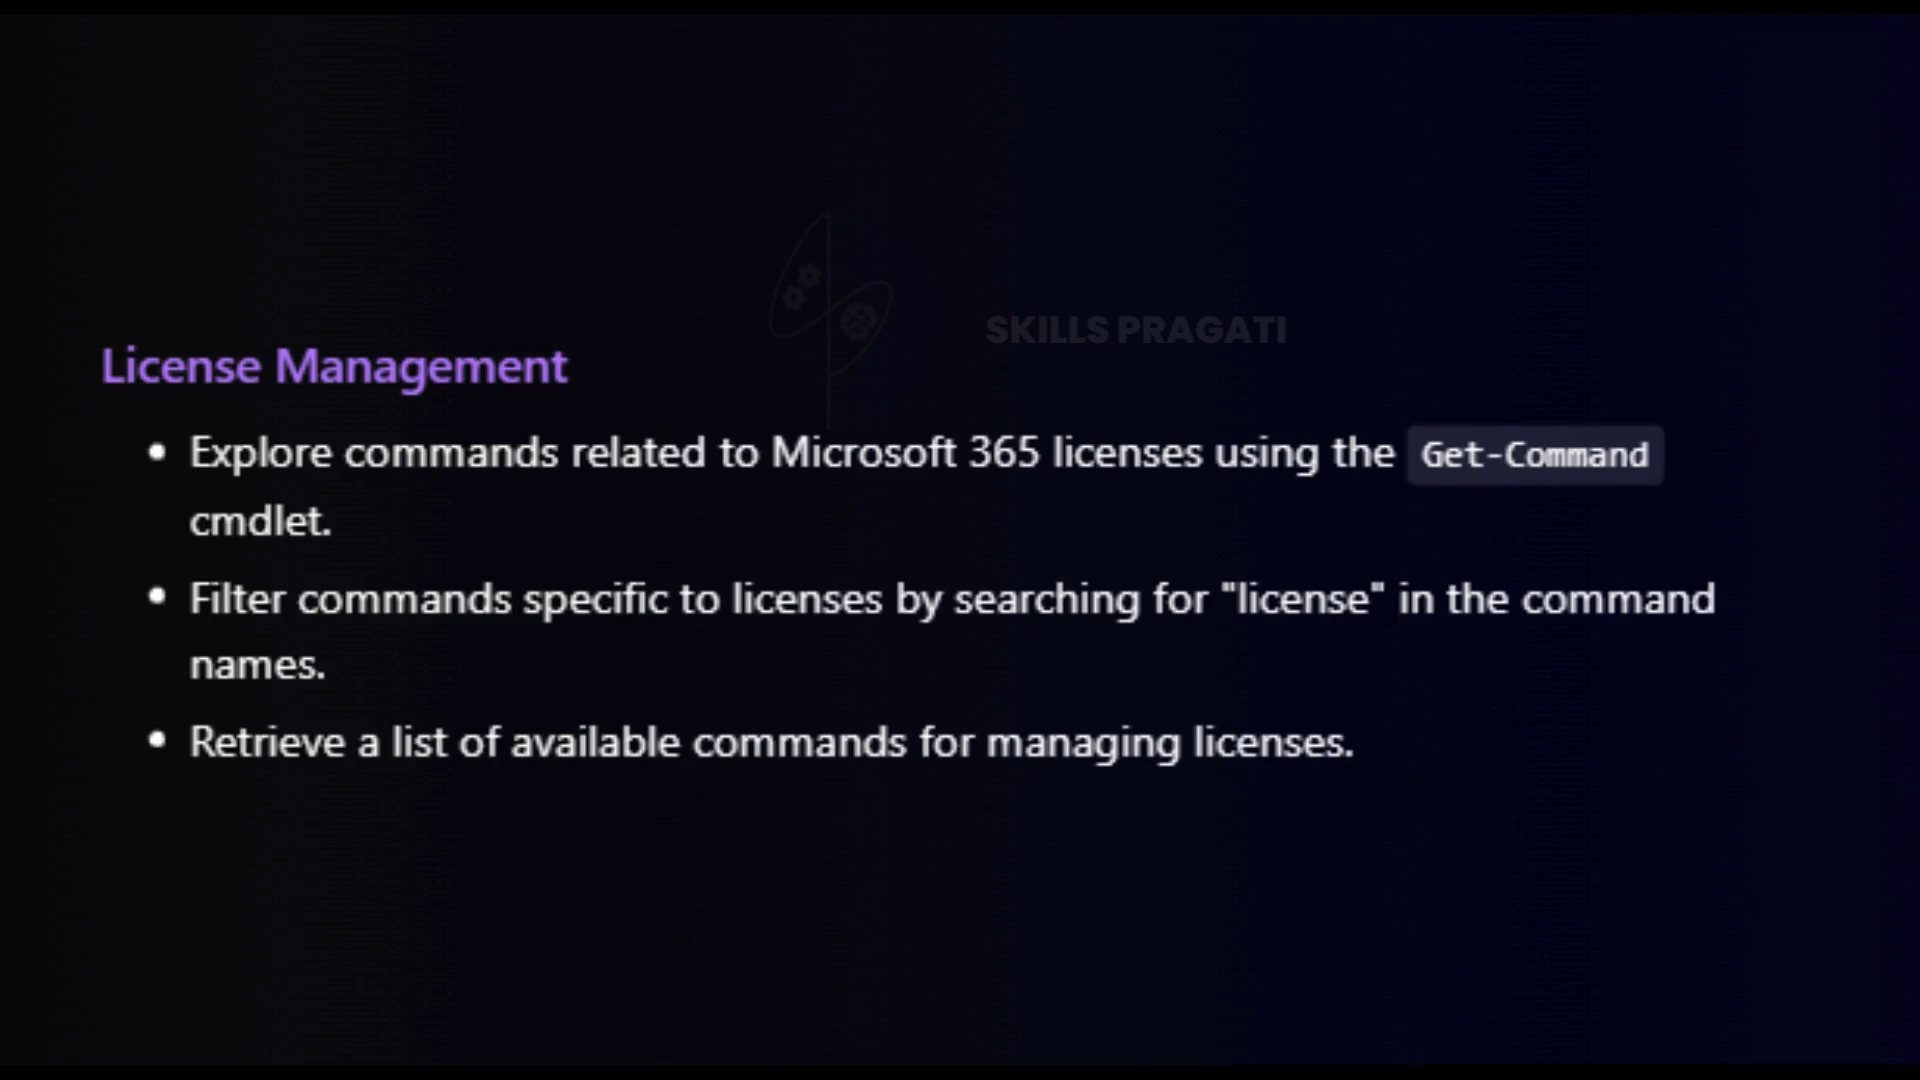 SKILLS PRAGATI
License Management
• Explore commands related to Microsoft 365 licenses using the Get-Command
cmdlet.
• Filter commands specific to licenses by searching for "license" in the command
names.
• Retrieve a list of available commands for managing licenses.